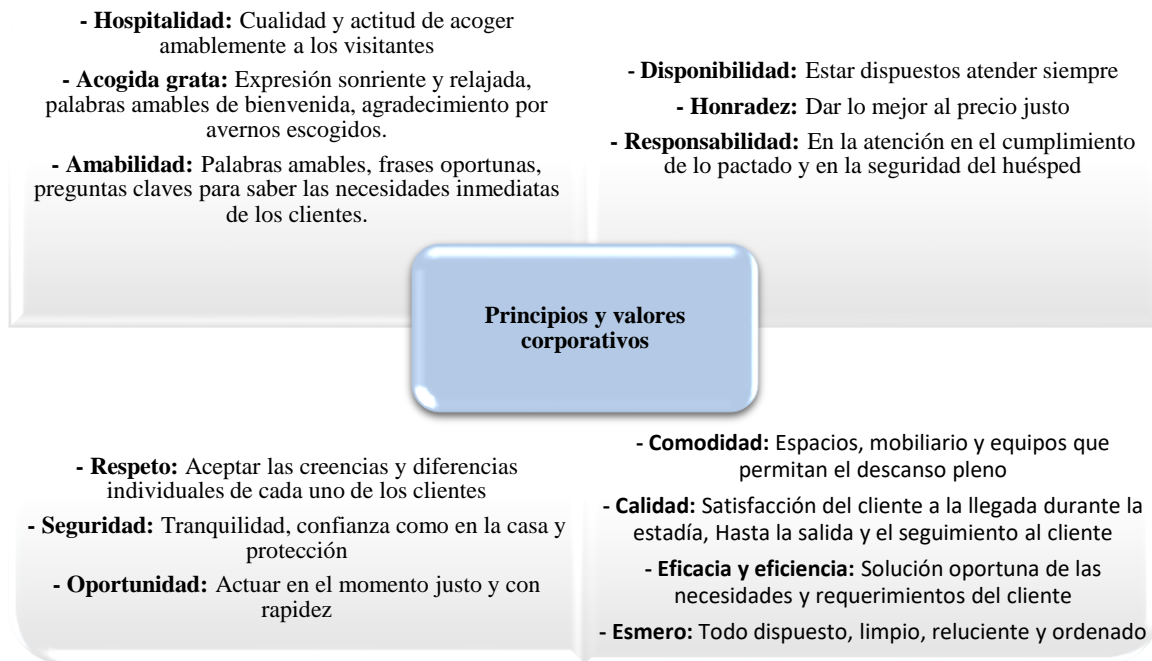 - Hospitalidad: Cualidad y actitud de acoger
amablemente a los visitantes
- Acogida grata: Expresión sonriente y relajada,
palabras amables de bienvenida, agradecimiento por
avernos escogidos.
- Amabilidad: Palabras amables, frases oportunas,
preguntas claves para saber las necesidades inmediatas
de los clientes.
- Disponibilidad: Estar dispuestos atender siempre
- Honradez: Dar lo mejor al precio justo
- Responsabilidad: En la atención en el cumplimiento
de lo pactado y en la seguridad del huésped
Principios y valores
corporativos
- Respeto: Aceptar las creencias y diferencias
individuales de cada uno de los clientes
- Seguridad: Tranquilidad, confianza como en la casa y
protección
- Oportunidad: Actuar en el momento justo y con
rapidez
- Comodidad: Espacios, mobiliario y equipos que
permitan el descanso pleno
- Calidad: Satisfacción del cliente a la llegada durante la
estadía, Hasta la salida y el seguimiento al cliente
- Eficacia y eficiencia: Solución oportuna de las
necesidades y requerimientos del cliente
- Esmero: Todo dispuesto, limpio, reluciente y ordenado